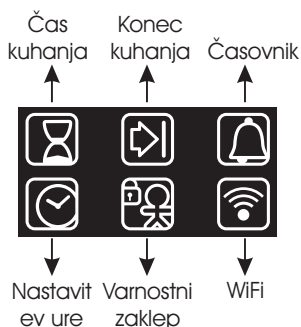 Čas
kuhanja
Konec
kuhanja
Časovnik
Nastavit
ev ure
Varnostni
zaklep
WiFi